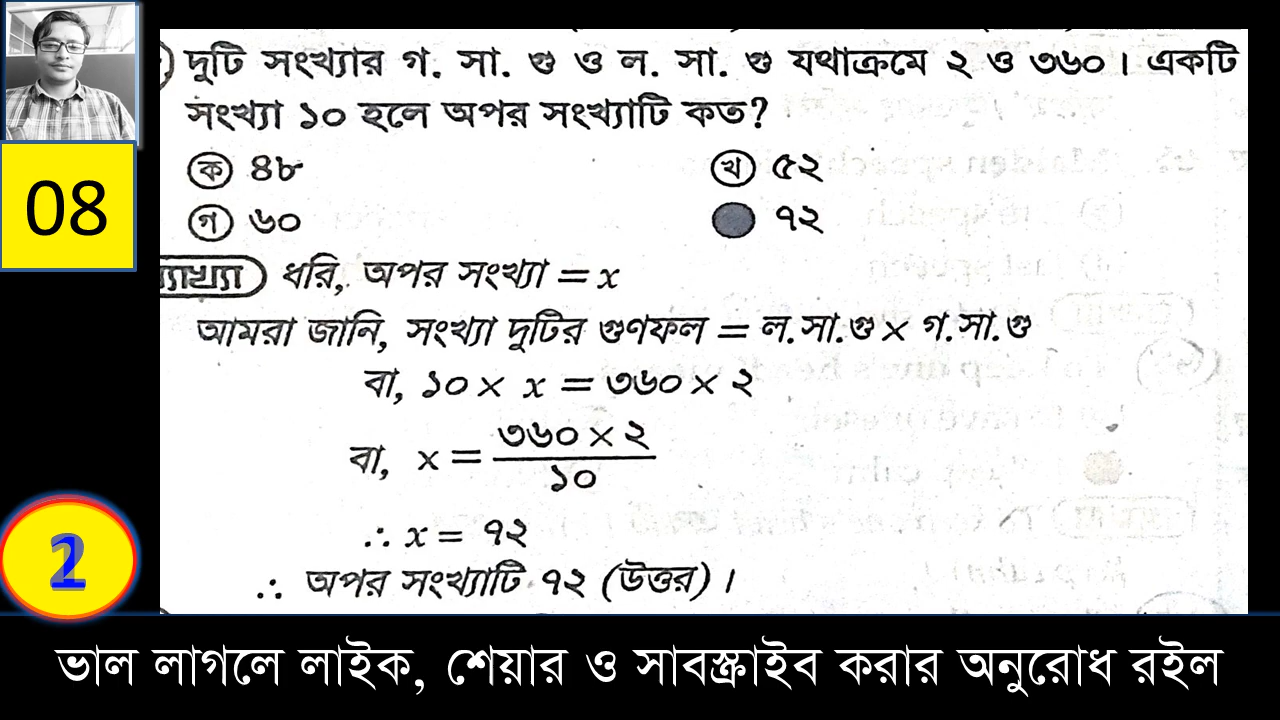 দুটি সংখ্যার গ. সা. গু ও ল. সা. গু যথাক্রমে ২ ও ৩৬০। একটি
সংখ্যা ১০ হলে অপর সংখ্যাটি কত?
ক ৪৮ খ ৫২
08
গ ৬০ ৭২
ধরি, অপর সংখ্যা = x
আমরা জানি, সংখ্যা দুটির গুণফল = ল.সা.গু × গ.সা.গু
বা, ১০ × x = ৩৬০ × ২
বা, x = ৩৬০ × ২ / ১০
∴ x = ৭২
2
∴ অপর সংখ্যাটি ৭২ (উত্তর)।
ভাল লাগলে লাইক, শেয়ার ও সাবস্ক্রাইব করার অনুরোধ রইল